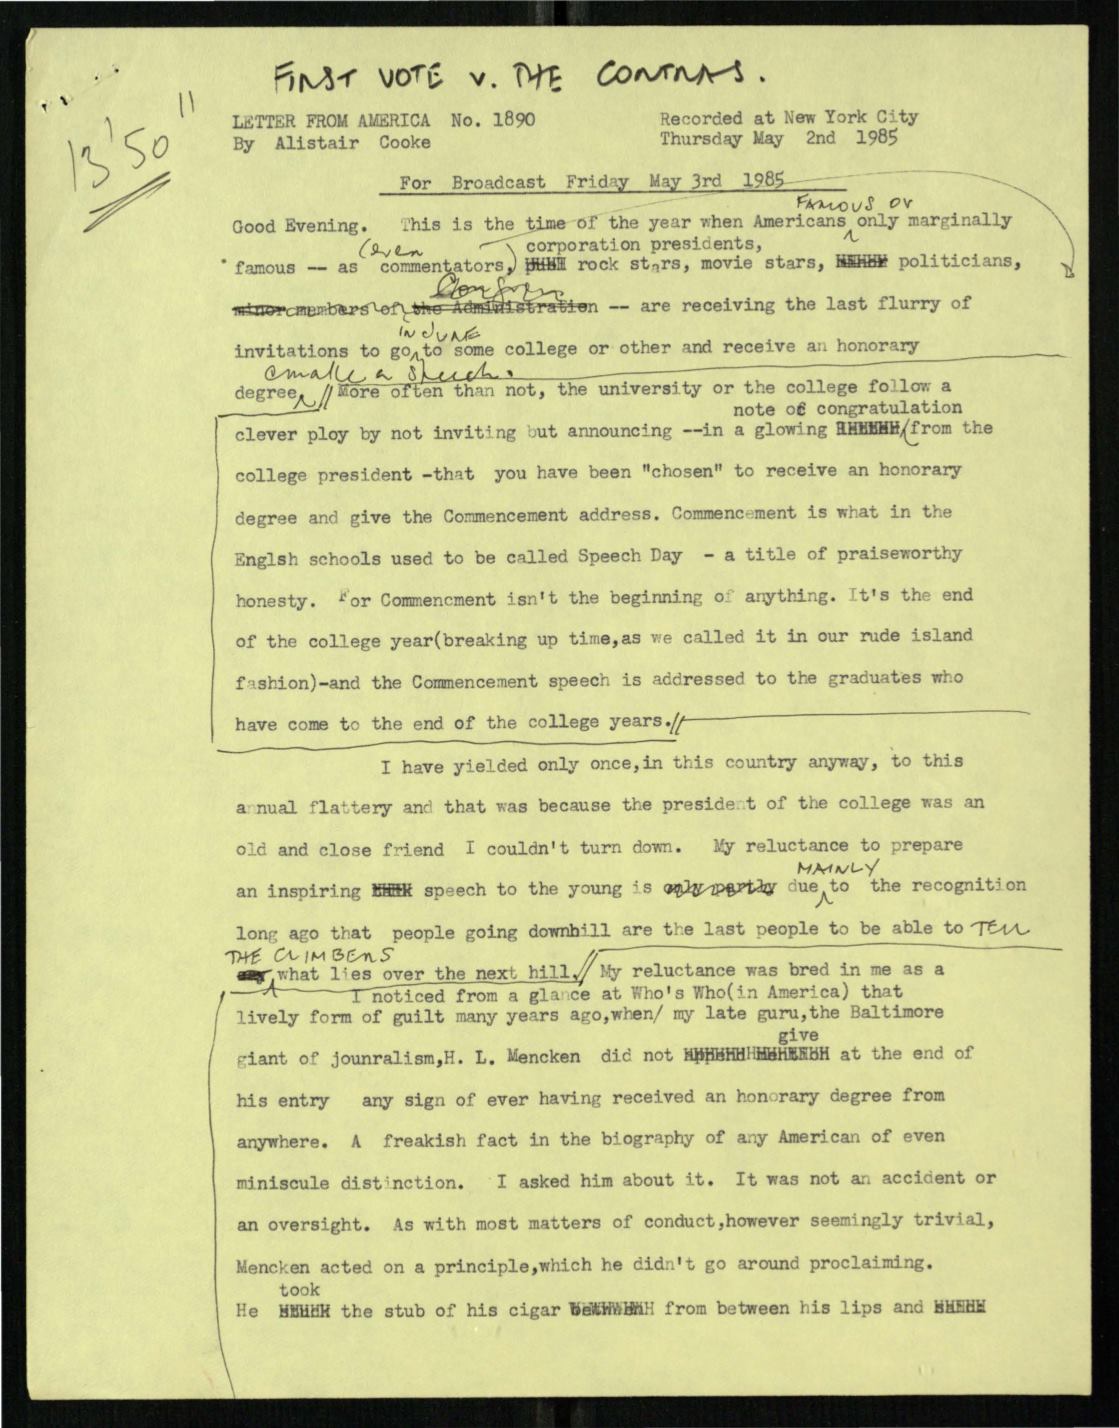 FIRST VOTE V. THE CONTRAS.
13'50"
LETTER FROM AMERICA No. 1890 Recorded at New York City
By Alistair Cooke Thursday May 2nd 1985
For Broadcast Friday May 3rd 1985
FAMOUS OR
Good Evening. This is the time of the year when Americans only marginally
(even corporation presidents,
famous -- as commentators,) rock stars, movie stars, politicians,
Congress
minor members of the Administration -- are receiving the last flurry of
IN JUNE
invitations to go to some college or other and receive an honorary
& make a speech.
degree // More often than not, the university or the college follow a
note of congratulation
clever ploy by not inviting but announcing --in a glowing from the
college president -that you have been "chosen" to receive an honorary
degree and give the Commencement address. Commencement is what in the
Englsh schools used to be called Speech Day - a title of praiseworthy
honesty. For Commencment isn't the beginning of anything. It's the end
of the college year(breaking up time,as we called it in our rude island
fashion)-and the Commencement speech is addressed to the graduates who
have come to the end of the college years.//
I have yielded only once,in this country anyway, to this
annual flattery and that was because the president of the college was an
old and close friend I couldn't turn down. My reluctance to prepare
MAINLY
an inspiring speech to the young is only partly due to the recognition
long ago that people going downhill are the last people to be able to TELL
THE CLIMBERS
what lies over the next hill.// My reluctance was bred in me as a
I noticed from a glance at Who's Who(in America) that
lively form of guilt many years ago,when/ my late guru,the Baltimore
give
giant of jounralism,H. L. Mencken did not at the end of
his entry any sign of ever having received an honorary degree from
anywhere. A freakish fact in the biography of any American of even
miniscule distinction. I asked him about it. It was not an accident or
an oversight. As with most matters of conduct,however seemingly trivial,
Mencken acted on a principle,which he didn't go around proclaiming.
took
He the stub of his cigar from between his lips and